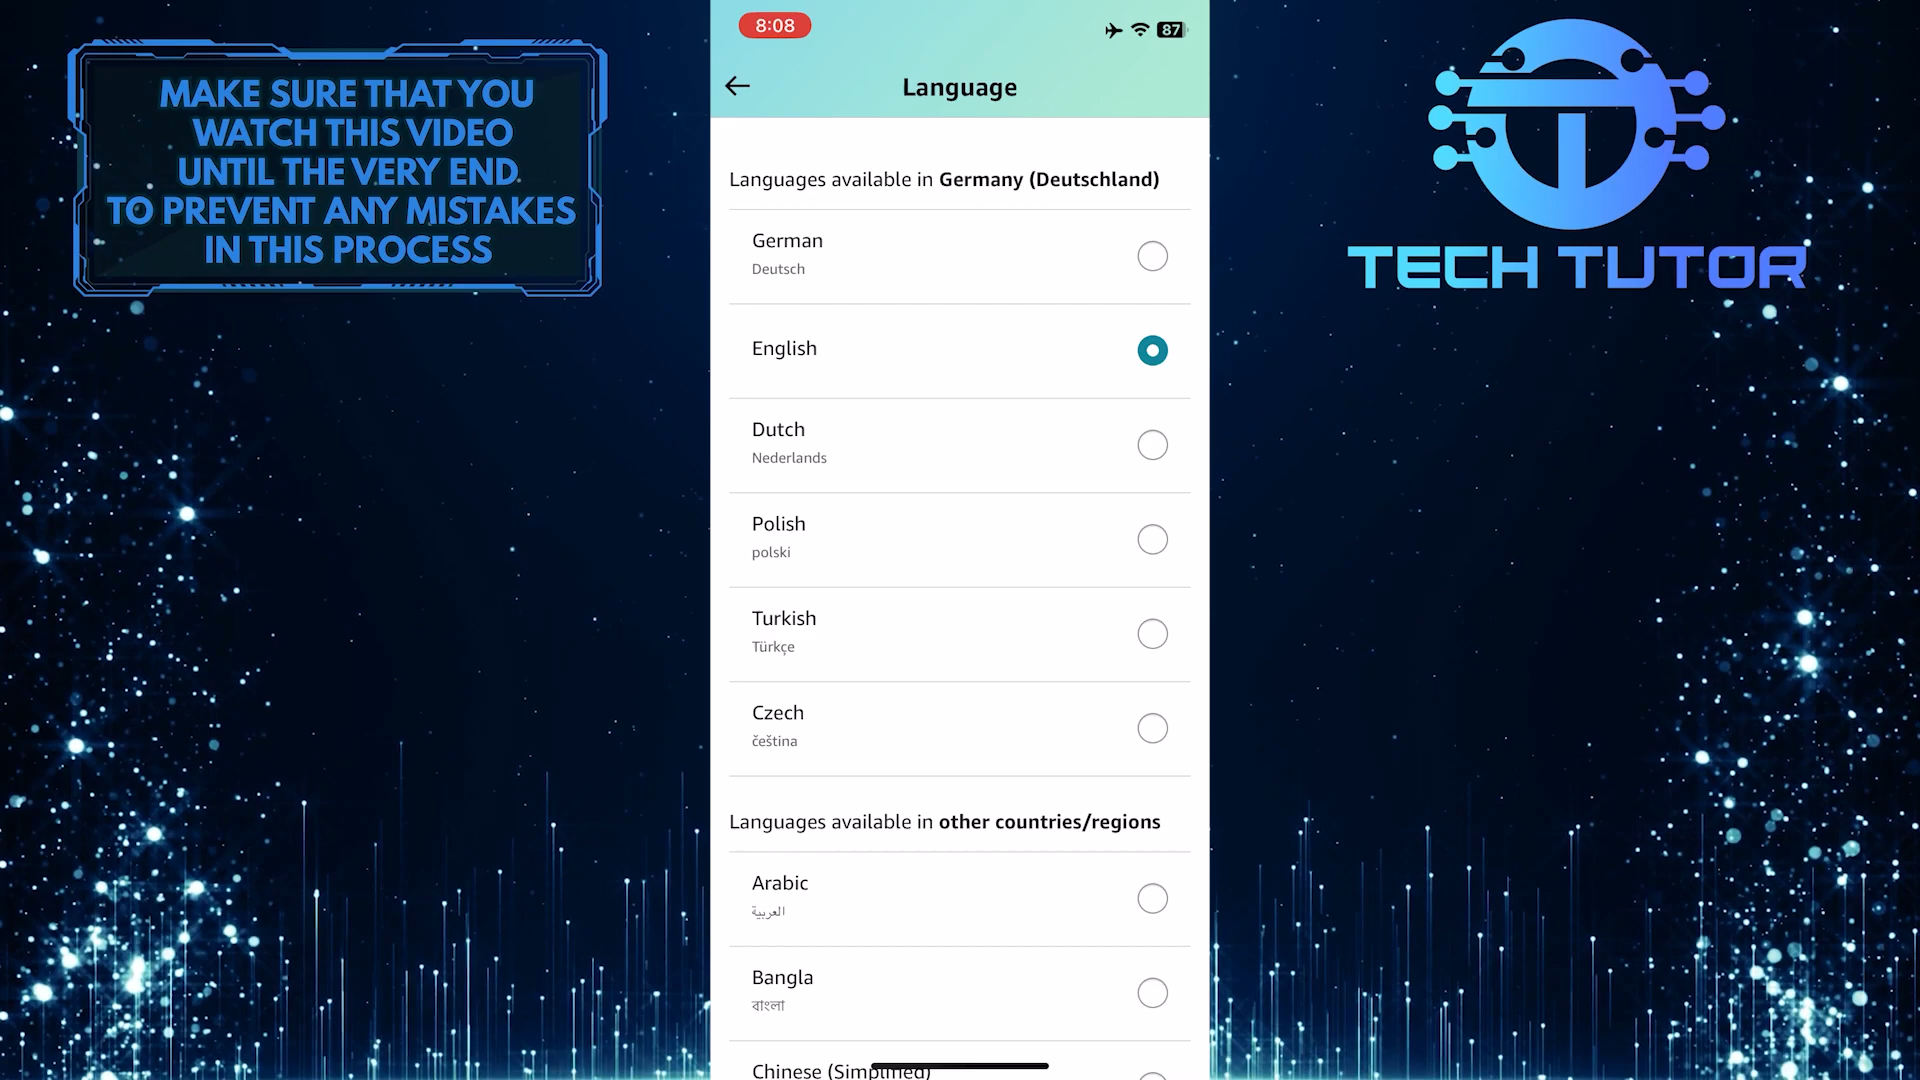 MAKE SURE THAT YOU
WATCH THIS VIDEO
UNTIL THE VERY END
TO PREVENT ANY MISTAKES
IN THIS PROCESS
8:08
87
Language
Languages available in Germany (Deutschland)
German
Deutsch
English
Dutch
Nederlands
Polish
polski
Turkish
Türkçe
Czech
čeština
Languages available in other countries/regions
Arabic
العربية
Bangla
বাংলা
Chinese (Simplified)
TECH TUTOR